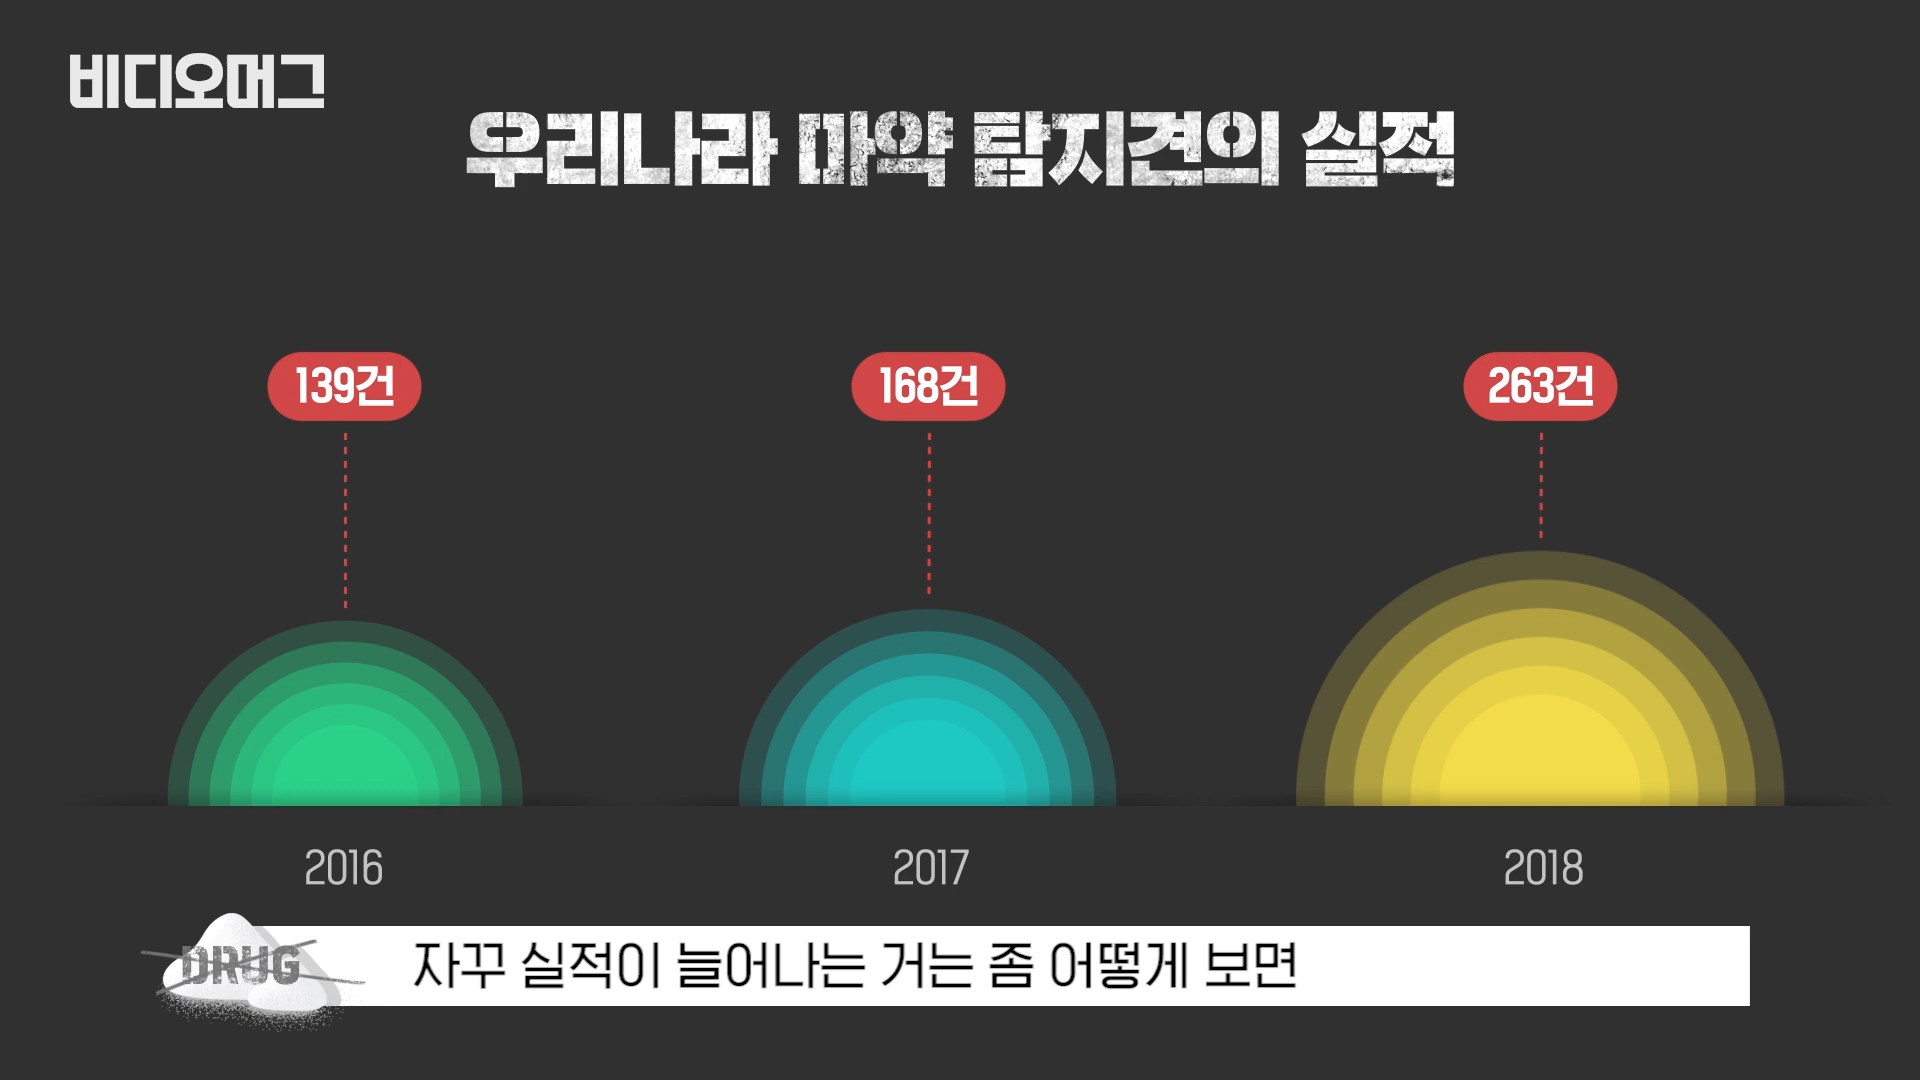 비디오머그
우리나라 마약 탐지견의 실적
139건
168건
263건
2016
2017
2018
DRUG
자꾸 실적이 늘어나는 거는 좀 어떻게 보면